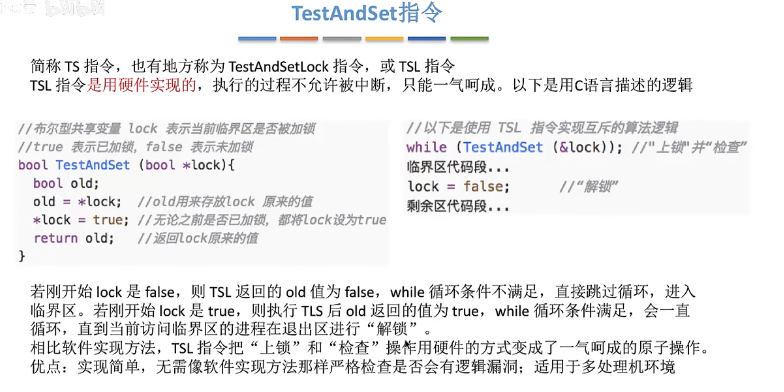 TestAndSet指令
简称 TS 指令，也有地方称为 TestAndSetLock 指令，或 TSL 指令
TSL 指令是用硬件实现的，执行的过程不允许被中断，只能一气呵成。以下是用C语言描述的逻辑
//布尔型共享变量 lock 表示当前临界区是否被加锁
//true 表示已加锁，false 表示未加锁
bool TestAndSet (bool *lock){
bool old;
old = *lock; //old用来存放lock 原来的值
*lock = true; //无论之前是否已加锁，都将lock设为true
return old; //返回lock原来的值
}
//以下是使用 TSL 指令实现互斥的算法逻辑
while (TestAndSet (&lock)); //"上锁"并“检查”
临界区代码段...
lock = false; //“解锁”
剩余区代码段...
若刚开始 lock 是 false，则 TSL 返回的 old 值为 false，while 循环条件不满足，直接跳过循环，进入
临界区。若刚开始 lock 是 true，则执行 TLS 后 old 返回的值为 true，while 循环条件满足，会一直
循环，直到当前访问临界区的进程在退出区进行“解锁”。
相比软件实现方法，TSL 指令把“上锁”和“检查”操作用硬件的方式变成了一气呵成的原子操作。
优点：实现简单，无需像软件实现方法那样严格检查是否会有逻辑漏洞；适用于多处理机环境